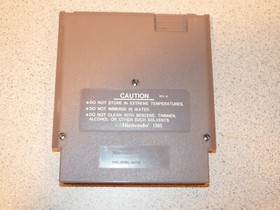 CAUTION
●DO NOT STORE IN EXTREME TEMPERATURES.
●DO NOT IMMERSE IN WATER.
●DO NOT CLEAN WITH BENZENE, THINNER,
ALCOHOL OR OTHER SUCH SOLVENTS.
©Nintendo 1985